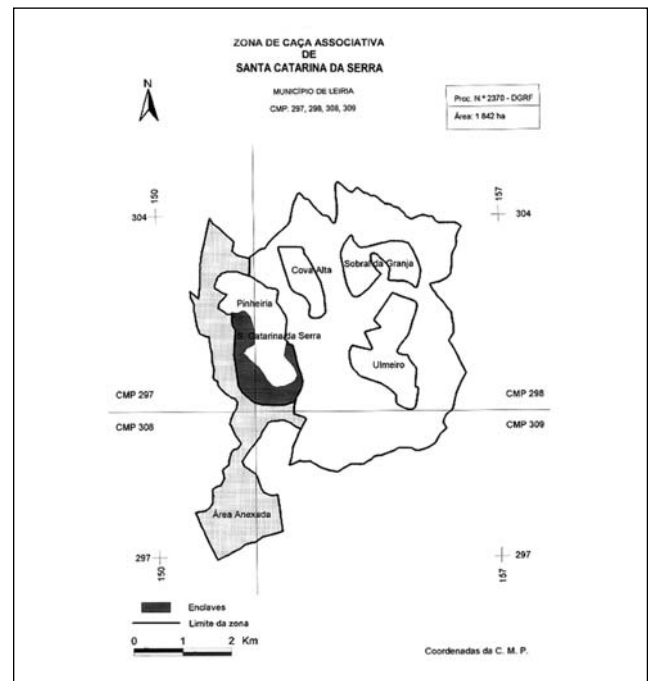 ZONA DE CAÇA ASSOCIATIVA
DE
SANTA CATARINA DA SERRA
MUNICÍPIO DE LEIRIA
CMP: 297, 298, 308, 309
N
Proc. N.º 2370 - DGRF
Área: 1 842 ha
150
157
304
304
Cova Alta
Sobral da Granja
Pinheiria
S. Catarina da Serra
Ulmeiro
CMP 297
CMP 298
CMP 308
CMP 309
Área Anexada
297
297
150
157
Enclaves
Limite da zona
0 1 2 Km
Coordenadas da C. M. P.